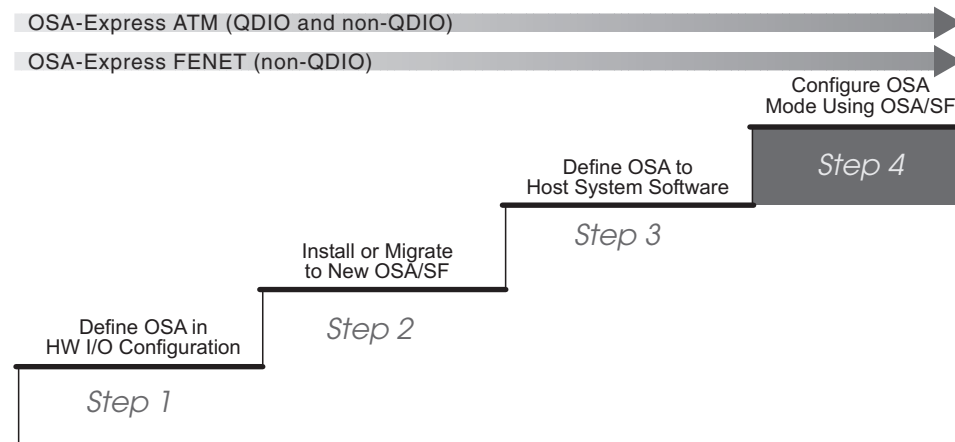 OSA-Express ATM (QDIO and non-QDIO)
OSA-Express FENET (non-QDIO)
Configure OSA
Mode Using OSA/SF
Step 4
Define OSA to
Host System Software
Step 3
Install or Migrate
to New OSA/SF
Step 2
Define OSA in
HW I/O Configuration
Step 1